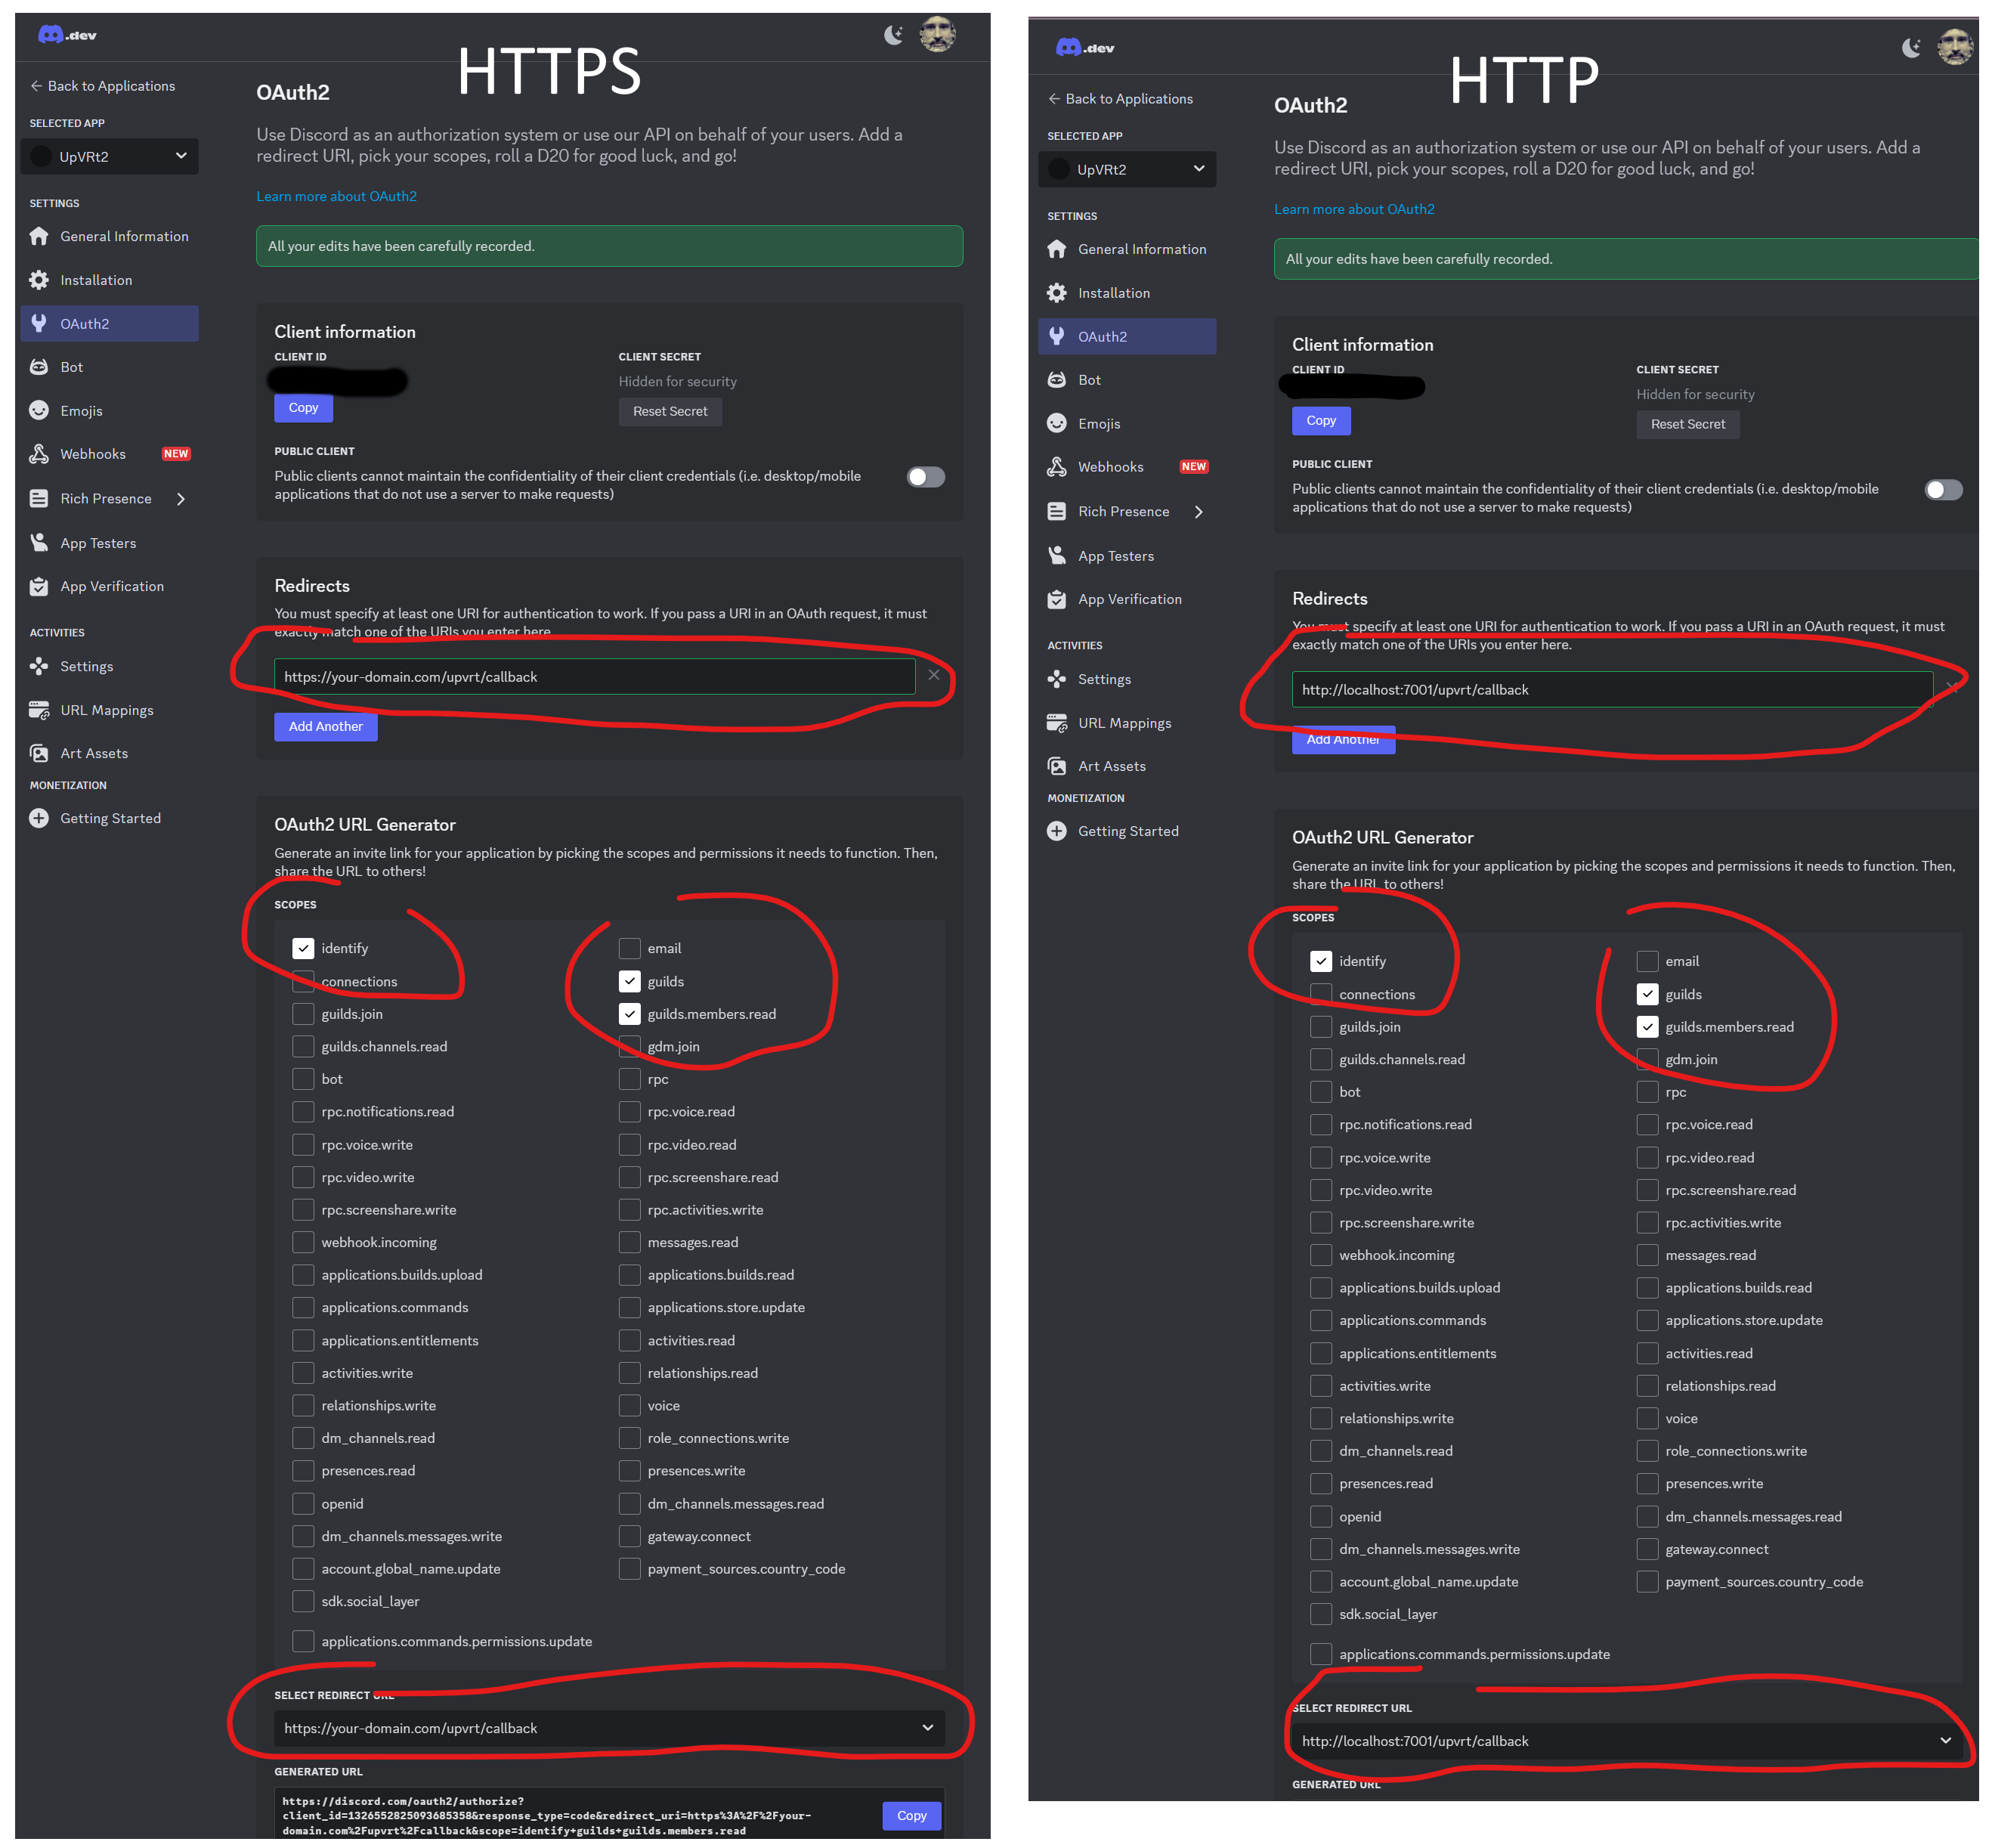 .dev
HTTPS
← Back to Applications
SELECTED APP
UpVRt2
SETTINGS
General Information
Installation
OAuth2
Bot
Emojis
Webhooks NEW
Rich Presence
App Testers
App Verification
ACTIVITIES
Settings
URL Mappings
Art Assets
MONETIZATION
Getting Started
OAuth2
Use Discord as an authorization system or use our API on behalf of your users. Add a
redirect URI, pick your scopes, roll a D20 for good luck, and go!
Learn more about OAuth2
All your edits have been carefully recorded.
Client information
CLIENT ID
Copy
CLIENT SECRET
Hidden for security
Reset Secret
PUBLIC CLIENT
Public clients cannot maintain the confidentiality of their client credentials (i.e. desktop/mobile
applications that do not use a server to make requests)
Redirects
You must specify at least one URI for authentication to work. If you pass a URI in an OAuth request, it must
exactly match one of the URIs you enter here.
https://your-domain.com/upvrt/callback
Add Another
OAuth2 URL Generator
Generate an invite link for your application by picking the scopes and permissions it needs to function. Then,
share the URL to others!
SCOPES
identify email
connections guilds
guilds.join guilds.members.read
guilds.channels.read gdm.join
bot rpc
rpc.notifications.read rpc.voice.read
rpc.voice.write rpc.video.read
rpc.video.write rpc.screenshare.read
rpc.screenshare.write rpc.activities.write
webhook.incoming messages.read
applications.builds.upload applications.builds.read
applications.commands applications.store.update
applications.entitlements activities.read
activities.write relationships.read
relationships.write voice
dm_channels.read role_connections.write
presences.read presences.write
openid dm_channels.messages.read
dm_channels.messages.write gateway.connect
account.global_name.update payment_sources.country_code
sdk.social_layer
applications.commands.permissions.update
SELECT REDIRECT URL
https://your-domain.com/upvrt/callback
GENERATED URL
https://discord.com/oauth2/authorize?
client_id=1326552825093685358&response_type=code&redirect_uri=https%3A%2F%2Fyour-
domain.com%2Fupvrt%2Fcallback&scope=identify+guilds+guilds.members.read
Copy
.dev
HTTP
← Back to Applications
SELECTED APP
UpVRt2
SETTINGS
General Information
Installation
OAuth2
Bot
Emojis
Webhooks NEW
Rich Presence
App Testers
App Verification
ACTIVITIES
Settings
URL Mappings
Art Assets
MONETIZATION
Getting Started
OAuth2
Use Discord as an authorization system or use our API on behalf of your users. Add a
redirect URI, pick your scopes, roll a D20 for good luck, and go!
Learn more about OAuth2
All your edits have been carefully recorded.
Client information
CLIENT ID
Copy
CLIENT SECRET
Hidden for security
Reset Secret
PUBLIC CLIENT
Public clients cannot maintain the confidentiality of their client credentials (i.e. desktop/mobile
applications that do not use a server to make requests)
Redirects
You must specify at least one URI for authentication to work. If you pass a URI in an OAuth request, it must
exactly match one of the URIs you enter here.
http://localhost:7001/upvrt/callback
Add Another
OAuth2 URL Generator
Generate an invite link for your application by picking the scopes and permissions it needs to function. Then,
share the URL to others!
SCOPES
identify email
connections guilds
guilds.join guilds.members.read
guilds.channels.read gdm.join
bot rpc
rpc.notifications.read rpc.voice.read
rpc.voice.write rpc.video.read
rpc.video.write rpc.screenshare.read
rpc.screenshare.write rpc.activities.write
webhook.incoming messages.read
applications.builds.upload applications.builds.read
applications.commands applications.store.update
applications.entitlements activities.read
activities.write relationships.read
relationships.write voice
dm_channels.read role_connections.write
presences.read presences.write
openid dm_channels.messages.read
dm_channels.messages.write gateway.connect
account.global_name.update payment_sources.country_code
sdk.social_layer
applications.commands.permissions.update
SELECT REDIRECT URL
http://localhost:7001/upvrt/callback
GENERATED URL